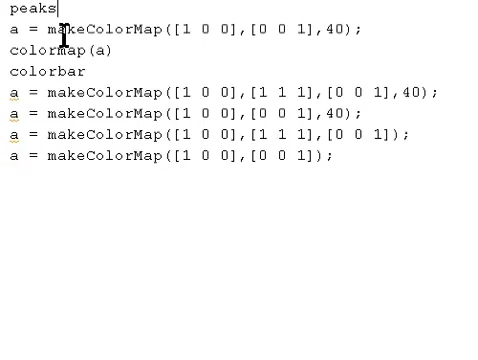 peaks
a = makeColorMap([1 0 0],[0 0 1],40);
colormap(a)
colorbar
a = makeColorMap([1 0 0],[1 1 1],[0 0 1],40);
a = makeColorMap([1 0 0],[0 0 1],40);
a = makeColorMap([1 0 0],[1 1 1],[0 0 1]);
a = makeColorMap([1 0 0],[0 0 1]);